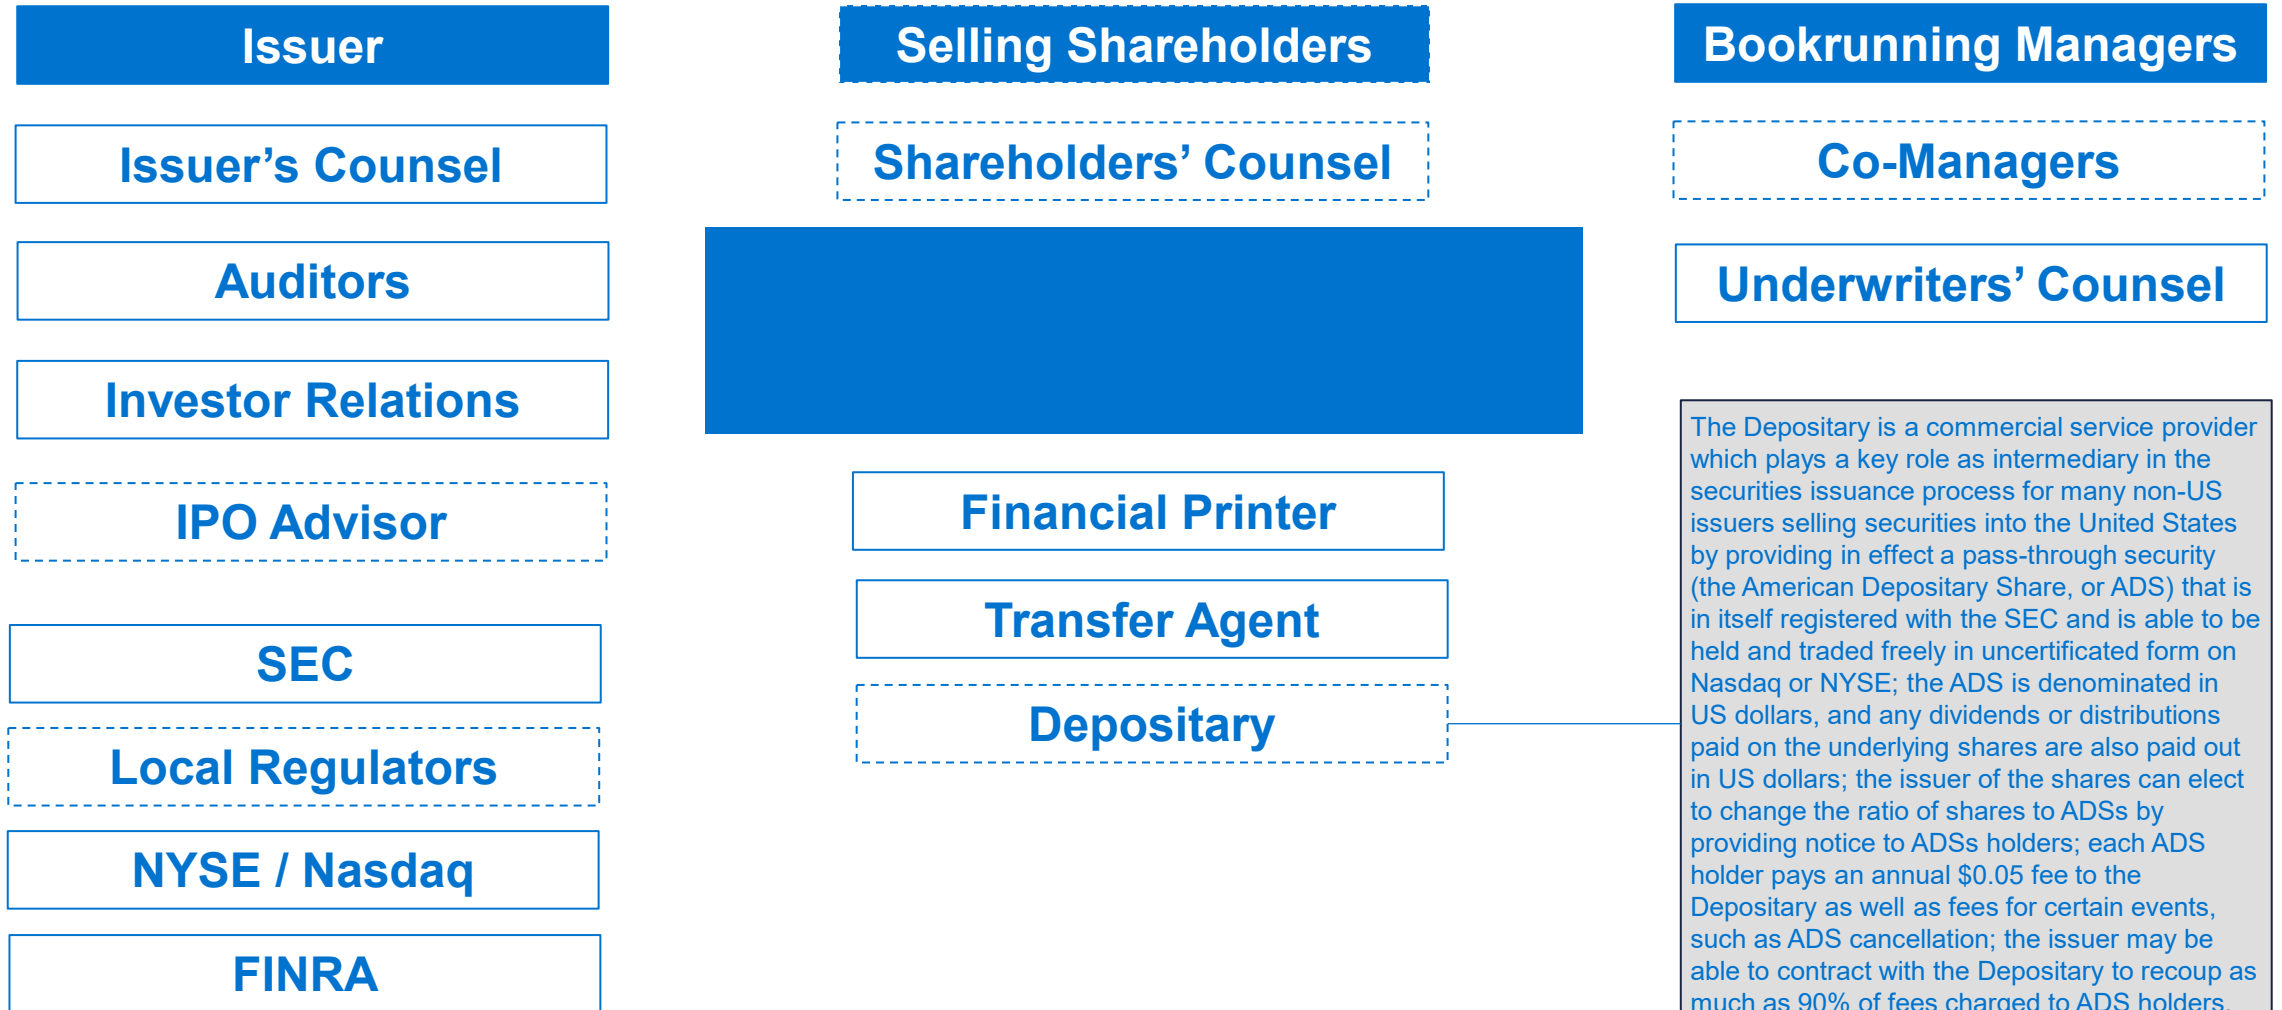 Issuer
Selling Shareholders
Bookrunning Managers
Issuer’s Counsel
Shareholders’ Counsel
Co-Managers
Auditors
Underwriters’ Counsel
Investor Relations
IPO Advisor
Financial Printer
SEC
Transfer Agent
Local Regulators
Depositary
NYSE / Nasdaq
FINRA
The Depositary is a commercial service provider
which plays a key role as intermediary in the
securities issuance process for many non-US
issuers selling securities into the United States
by providing in effect a pass-through security
(the American Depositary Share, or ADS) that is
in itself registered with the SEC and is able to be
held and traded freely in uncertificated form on
Nasdaq or NYSE; the ADS is denominated in
US dollars, and any dividends or distributions
paid on the underlying shares are also paid out
in US dollars; the issuer of the shares can elect
to change the ratio of shares to ADSs by
providing notice to ADSs holders; each ADS
holder pays an annual $0.05 fee to the
Depositary as well as fees for certain events,
such as ADS cancellation; the issuer may be
able to contract with the Depositary to recoup as
much as 90% of fees charged to ADS holders.